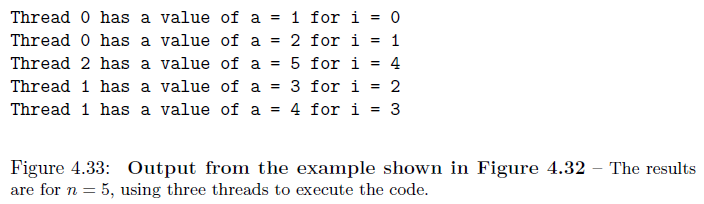 Thread 0 has a value of a = 1 for i = 0
Thread 0 has a value of a = 2 for i = 1
Thread 2 has a value of a = 5 for i = 4
Thread 1 has a value of a = 3 for i = 2
Thread 1 has a value of a = 4 for i = 3
Figure 4.33: Output from the example shown in Figure 4.32 – The results
are for n = 5, using three threads to execute the code.